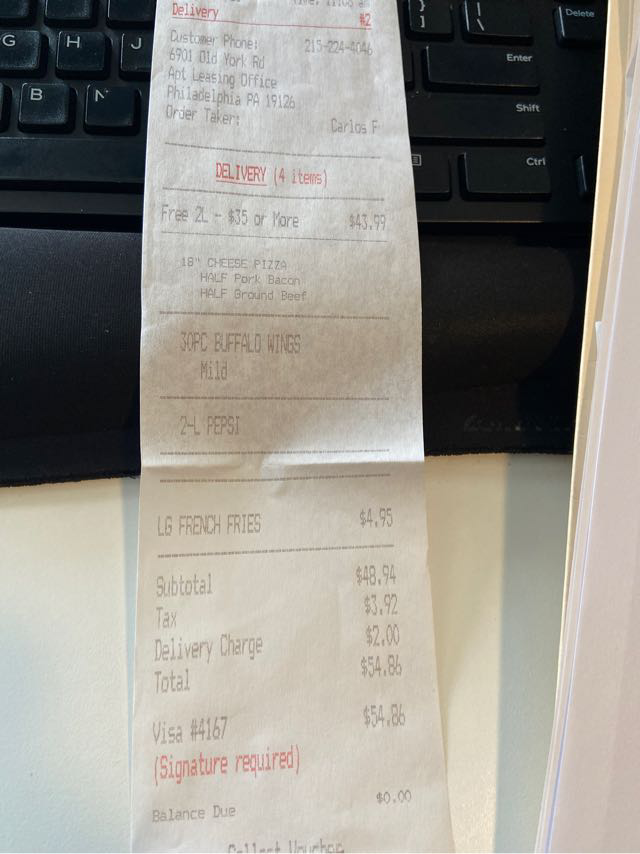 Delivery #2
Customer Phone: 215-224-4046
6901 Old York Rd
Apt Leasing Office
Philadelphia PA 19126
Order Taker: Carlos F
DELIVERY (4 items)
Free 2L - $35 or More $43.99
18" CHEESE PIZZA
HALF Pork Bacon
HALF Ground Beef
30PC BUFFALO WINGS
Mild
2-L PEPSI
LG FRENCH FRIES $4.95
Subtotal $48.94
Tax $3.92
Delivery Charge $2.00
Total $54.86
Visa #4167 $54.86
(Signature required)
Balance Due $0.00
Collect Voucher
}
]
|
\
Delete
G
H
J
Enter
B
N
Shift
Ctrl